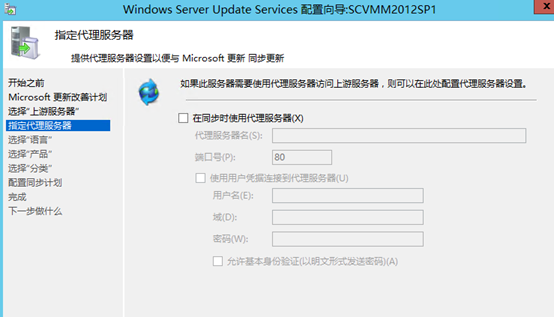 Windows Server Update Services 配置向导:SCVMM2012SP1
指定代理服务器
提供代理服务器设置以便与 Microsoft 更新 同步更新
开始之前
Microsoft 更新改善计划
选择“上游服务器”
指定代理服务器
选择“语言”
选择“产品”
选择“分类”
配置同步计划
完成
下一步做什么
如果此服务器需要使用代理服务器访问上游服务器，则可以在此处配置代理服务器设置。
在同步时使用代理服务器(X)
代理服务器名(S):
端口号(P): 80
使用用户凭据连接到代理服务器(U)
用户名(E):
域(D):
密码(W):
允许基本身份验证(以明文形式发送密码)(A)